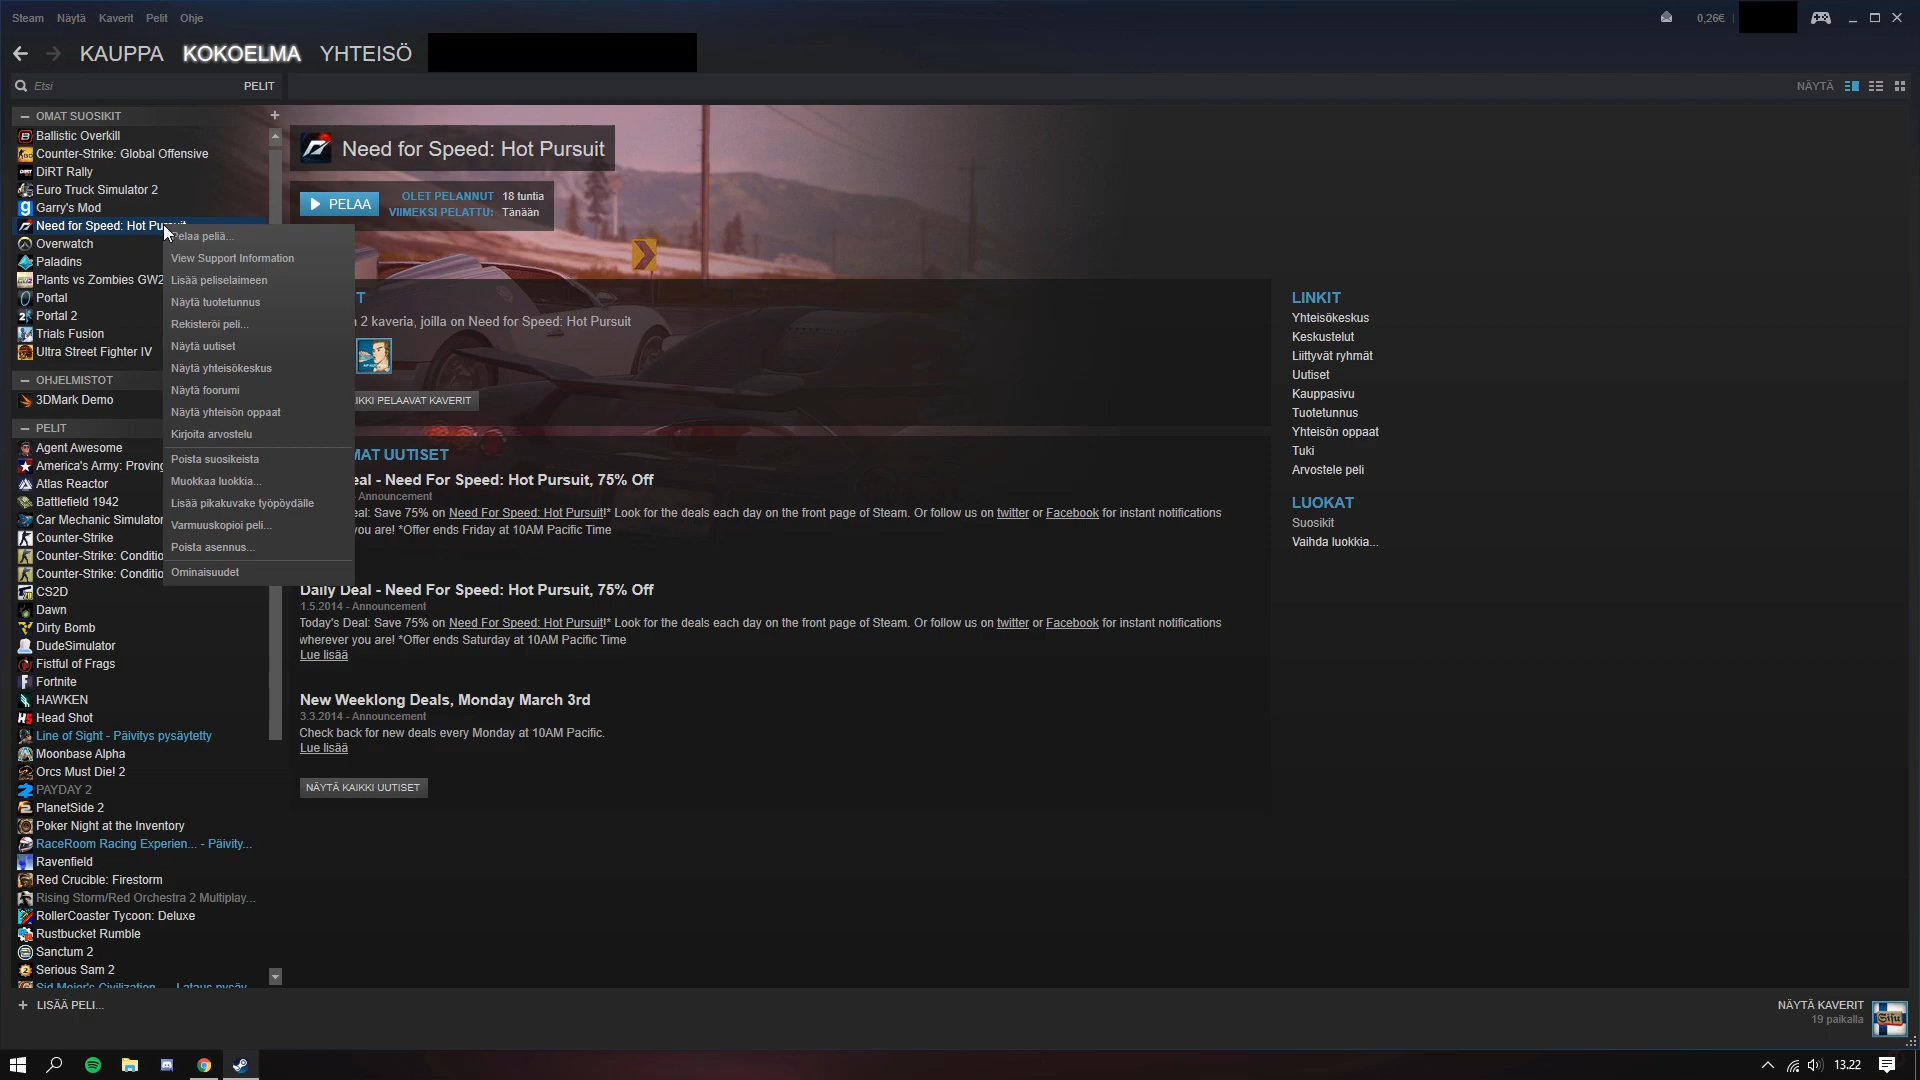 Steam Näytä Kaverit Pelit Ohje
0,26€
KAUPPA KOKOELMA YHTEISÖ
Etsi
PELIT
NÄYTÄ
OMAT SUOSIKIT
Ballistic Overkill
Counter-Strike: Global Offensive
DiRT Rally
Euro Truck Simulator 2
Garry's Mod
Need for Speed: Hot Pursuit
Overwatch
Paladins
Plants vs Zombies GW2
Portal
Portal 2
Trials Fusion
Ultra Street Fighter IV
OHJELMISTOT
3DMark Demo
PELIT
Agent Awesome
America's Army: Proving
Atlas Reactor
Battlefield 1942
Car Mechanic Simulator
Counter-Strike
Counter-Strike: Conditio
Counter-Strike: Conditio
CS2D
Dawn
Dirty Bomb
DudeSimulator
Fistful of Frags
Fortnite
HAWKEN
Head Shot
Line of Sight - Päivitys pysäytetty
Moonbase Alpha
Orcs Must Die! 2
PAYDAY 2
PlanetSide 2
Poker Night at the Inventory
RaceRoom Racing Experien... - Päivity...
Ravenfield
Red Crucible: Firestorm
Rising Storm/Red Orchestra 2 Multiplay...
RollerCoaster Tycoon: Deluxe
Rustbucket Rumble
Sanctum 2
Serious Sam 2
Sid Meier's Civilization ... - Lataus pysäy...
LISÄÄ PELI...
Pelaa peliä...
View Support Information
Lisää peliselaimeen
Näytä tuotetunnus
Rekisteröi peli...
Näytä uutiset
Näytä yhteisökeskus
Näytä foorumi
Näytä yhteisön oppaat
Kirjoita arvostelu
Poista suosikeista
Muokkaa luokkia...
Lisää pikakuvake työpöydälle
Varmuuskopioi peli...
Poista asennus...
Ominaisuudet
Need for Speed: Hot Pursuit
PELAA
OLET PELANNUT 18 tuntia
VIIMEKSI PELATTU: Tänään
T
2 kaveria, joilla on Need for Speed: Hot Pursuit
IKKI PELAAVAT KAVERIT
MAT UUTISET
eal - Need For Speed: Hot Pursuit, 75% Off
- Announcement
eal: Save 75% on Need For Speed: Hot Pursuit!* Look for the deals each day on the front page of Steam. Or follow us on twitter or Facebook for instant notifications
you are! *Offer ends Friday at 10AM Pacific Time
Daily Deal - Need For Speed: Hot Pursuit, 75% Off
1.5.2014 - Announcement
Today's Deal: Save 75% on Need For Speed: Hot Pursuit!* Look for the deals each day on the front page of Steam. Or follow us on twitter or Facebook for instant notifications
wherever you are! *Offer ends Saturday at 10AM Pacific Time
Lue lisää
New Weeklong Deals, Monday March 3rd
3.3.2014 - Announcement
Check back for new deals every Monday at 10AM Pacific.
Lue lisää
NÄYTÄ KAIKKI UUTISET
LINKIT
Yhteisökeskus
Keskustelut
Liittyvät ryhmät
Uutiset
Kauppasivu
Tuotetunnus
Yhteisön oppaat
Tuki
Arvostele peli
LUOKAT
Suosikit
Vaihda luokkia...
NÄYTÄ KAVERIT
19 paikalla
13.22